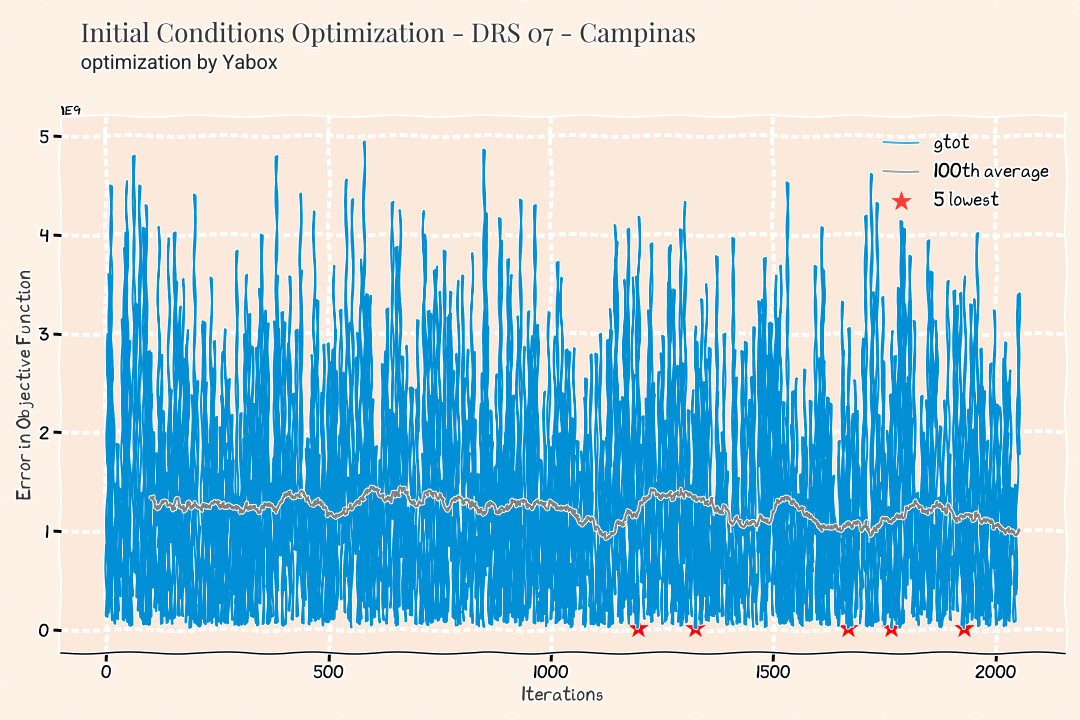 Initial Conditions Optimization - DRS 07 - Campinas
optimization by Yabox
1E9
5
4
3
2
1
0
Error in Objective Function
gtot
100th average
5 lowest
0 500 1000 1500 2000
Iterations